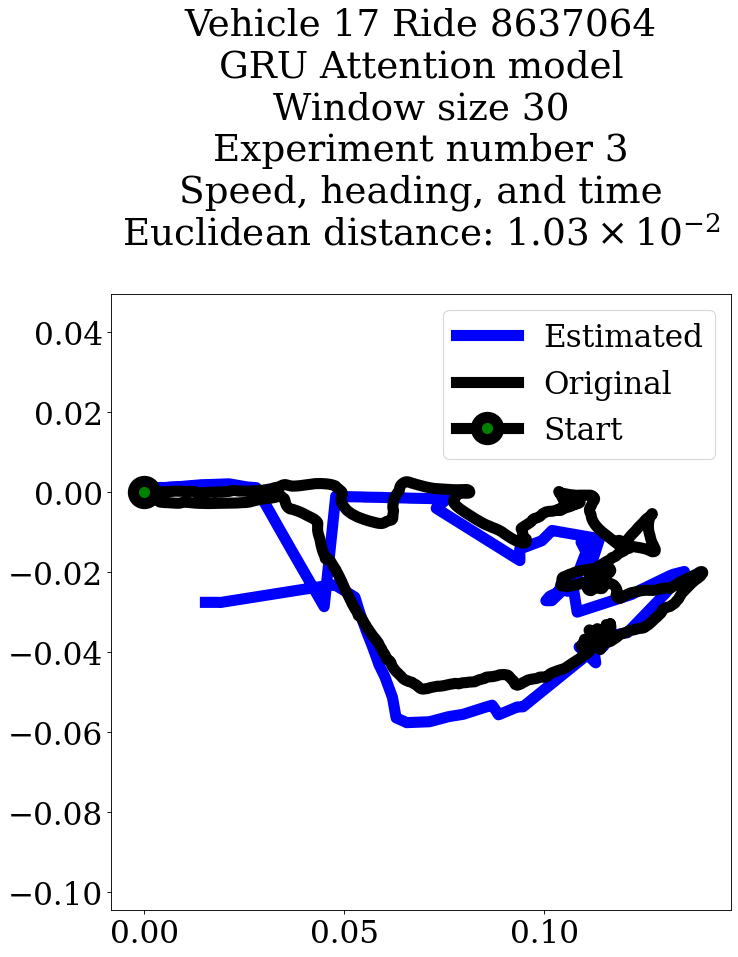 Vehicle 17 Ride 8637064
GRU Attention model
Window size 30
Experiment number 3
Speed, heading, and time
Euclidean distance: 1.03 × 10⁻²
Estimated
Original
Start
0.04
0.02
0.00
−0.02
−0.04
−0.06
−0.08
−0.10
0.00 0.05 0.10